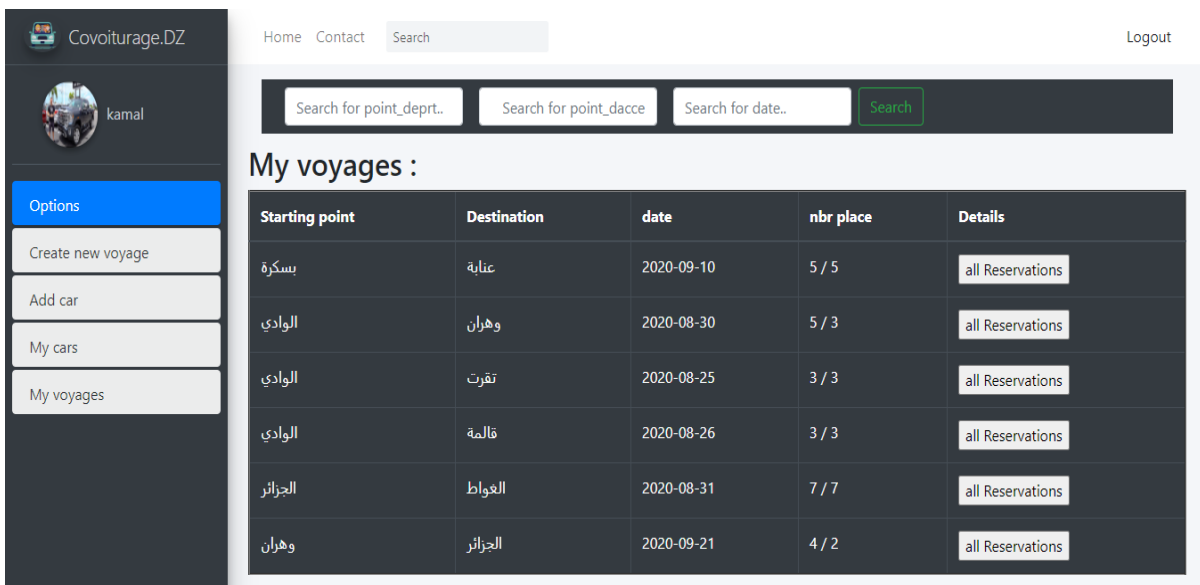 Covoiturage.DZ
Home Contact Search Logout
kamal
Search for point_deprt.. Search for point_dacce Search for date.. Search
Options
Create new voyage
Add car
My cars
My voyages
My voyages :
Starting point Destination date nbr place Details
بسكرة عنابة 2020-09-10 5 / 5 all Reservations
الوادي وهران 2020-08-30 5 / 3 all Reservations
الوادي تقرت 2020-08-25 3 / 3 all Reservations
الوادي قالمة 2020-08-26 3 / 3 all Reservations
الجزائر الغواط 2020-08-31 7 / 7 all Reservations
وهران الجزائر 2020-09-21 4 / 2 all Reservations